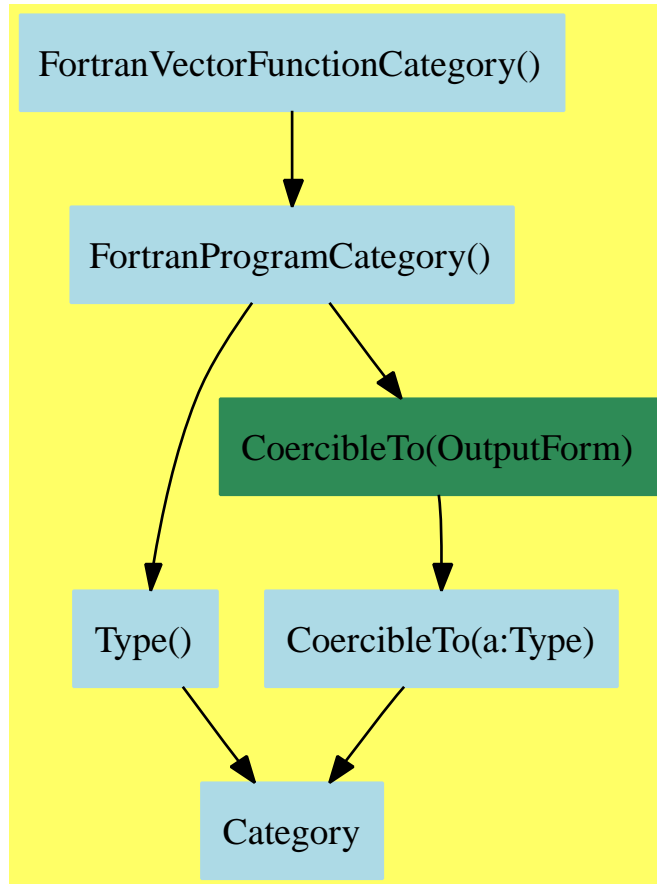 FortranVectorFunctionCategory()
FortranProgramCategory()
CoercibleTo(OutputForm)
Type()
CoercibleTo(a:Type)
Category